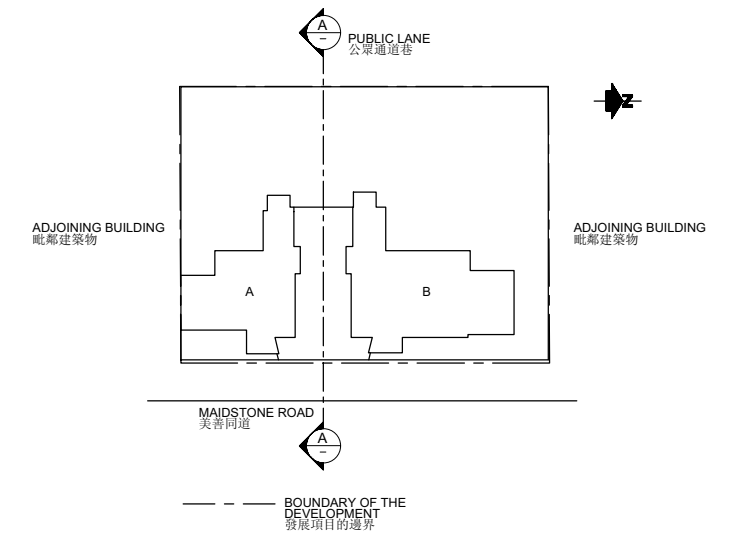 A
–
PUBLIC LANE
公眾通道巷
Z
ADJOINING BUILDING
毗鄰建築物
ADJOINING BUILDING
毗鄰建築物
A
B
MAIDSTONE ROAD
美善同道
A
–
BOUNDARY OF THE
DEVELOPMENT
發展項目的邊界